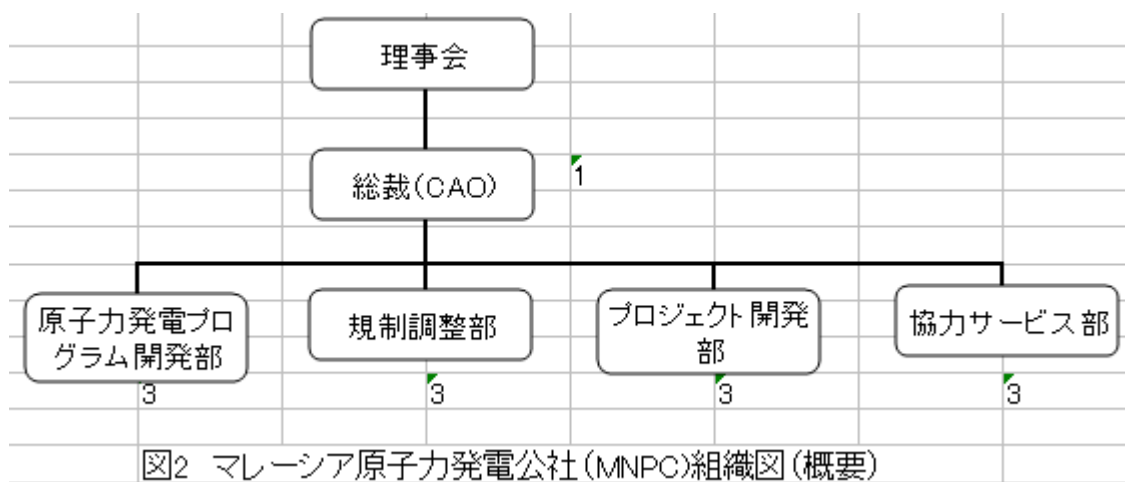 理事会
総裁(CAO)
1
原子力発電プロ
グラム開発部
規制調整部
プロジェクト開発
部
協力サービス部
3
3
3
3
図2 マレーシア原子力発電公社(MNPC)組織図(概要)